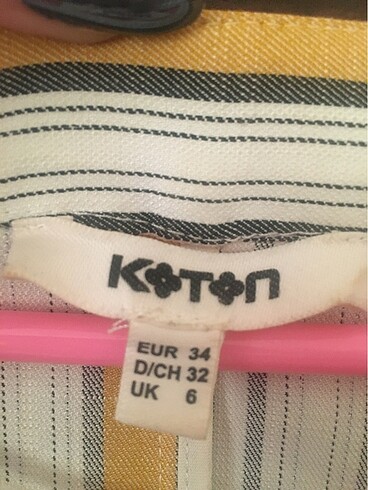 KOTON
EUR 34
D/CH 32
UK 6